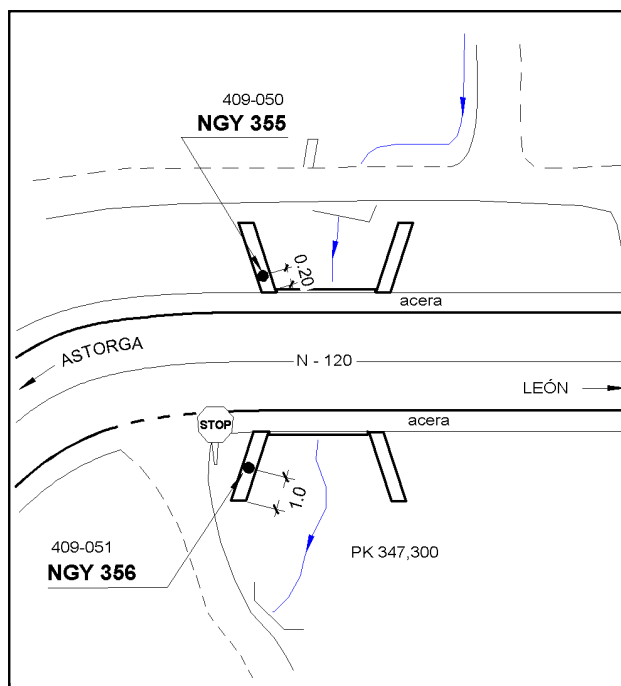 409-050
NGY 355
0.20
acera
ASTORGA
N - 120
LEÓN
STOP
acera
1.0
409-051
NGY 356
PK 347,300